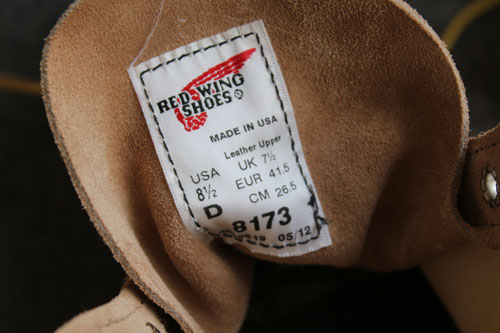 RED WING
SHOES
MADE IN USA
Leather Upper
USA UK 7½
8½ EUR 41.5
D CM 26.5
8173
05/12